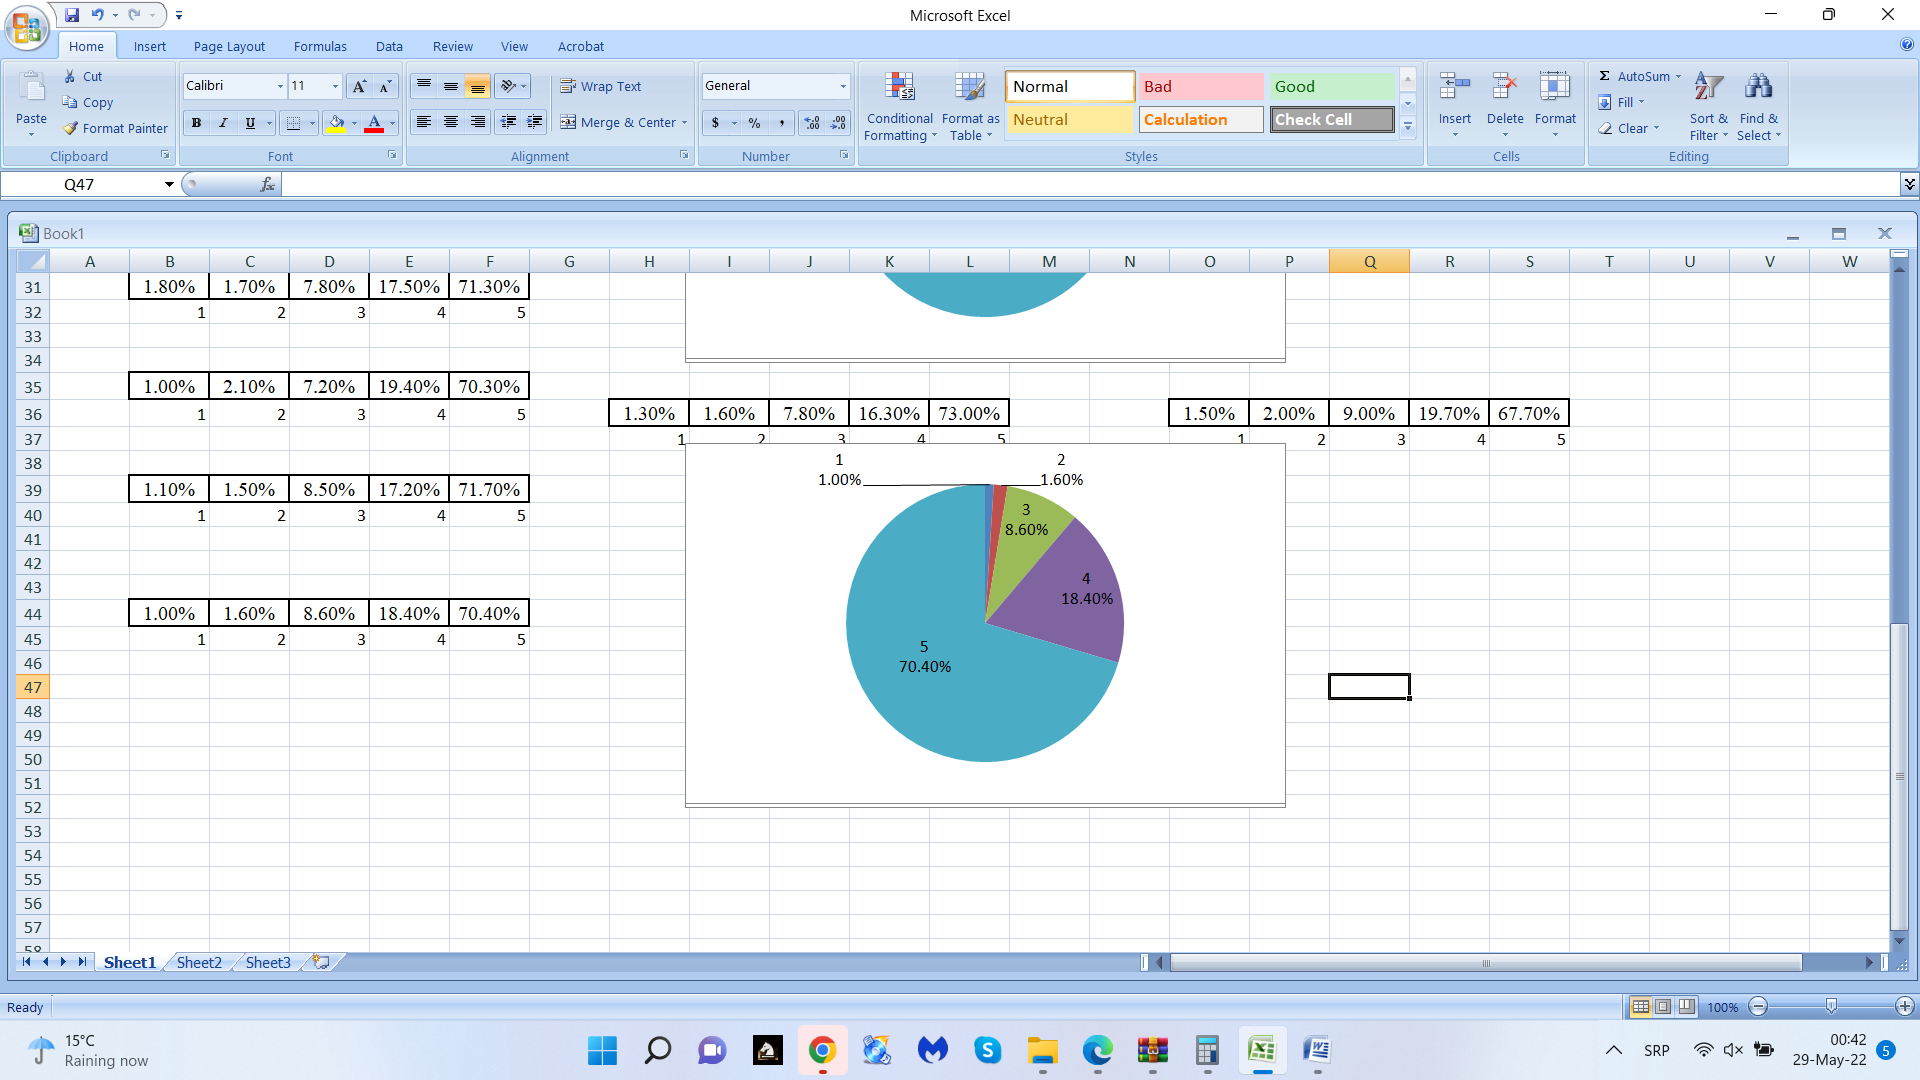 Microsoft Excel
Home Insert Page Layout Formulas Data Review View Acrobat
Paste Cut Copy Format Painter
Calibri 11
B I U A
Wrap Text
Merge & Center
General
$ % ,
Conditional Formatting
Format as Table
Normal Bad Good
Neutral Calculation Check Cell
Insert Delete Format
AutoSum
Fill
Clear
Sort & Filter
Find & Select
Clipboard Font Alignment Number Styles Cells Editing
Q47 fx
Book1
A B C D E F G H I J K L M N O P Q R S T U V W
31 1.80% 1.70% 7.80% 17.50% 71.30%
32 1 2 3 4 5
33
34
35 1.00% 2.10% 7.20% 19.40% 70.30%
36 1 2 3 4 5 1.30% 1.60% 7.80% 16.30% 73.00% 1.50% 2.00% 9.00% 19.70% 67.70%
37 1 2 3 4 5 1 2 3 4 5
38
39 1.10% 1.50% 8.50% 17.20% 71.70%
40 1 2 3 4 5
41
42
43
44 1.00% 1.60% 8.60% 18.40% 70.40%
45 1 2 3 4 5
46
47
48
49
50
51
52
53
54
55
56
57
58
1
1.00%
2
1.60%
3
8.60%
4
18.40%
5
70.40%
Sheet1 Sheet2 Sheet3
Ready 100%
15°C
Raining now
SRP
00:42
29-May-22
5